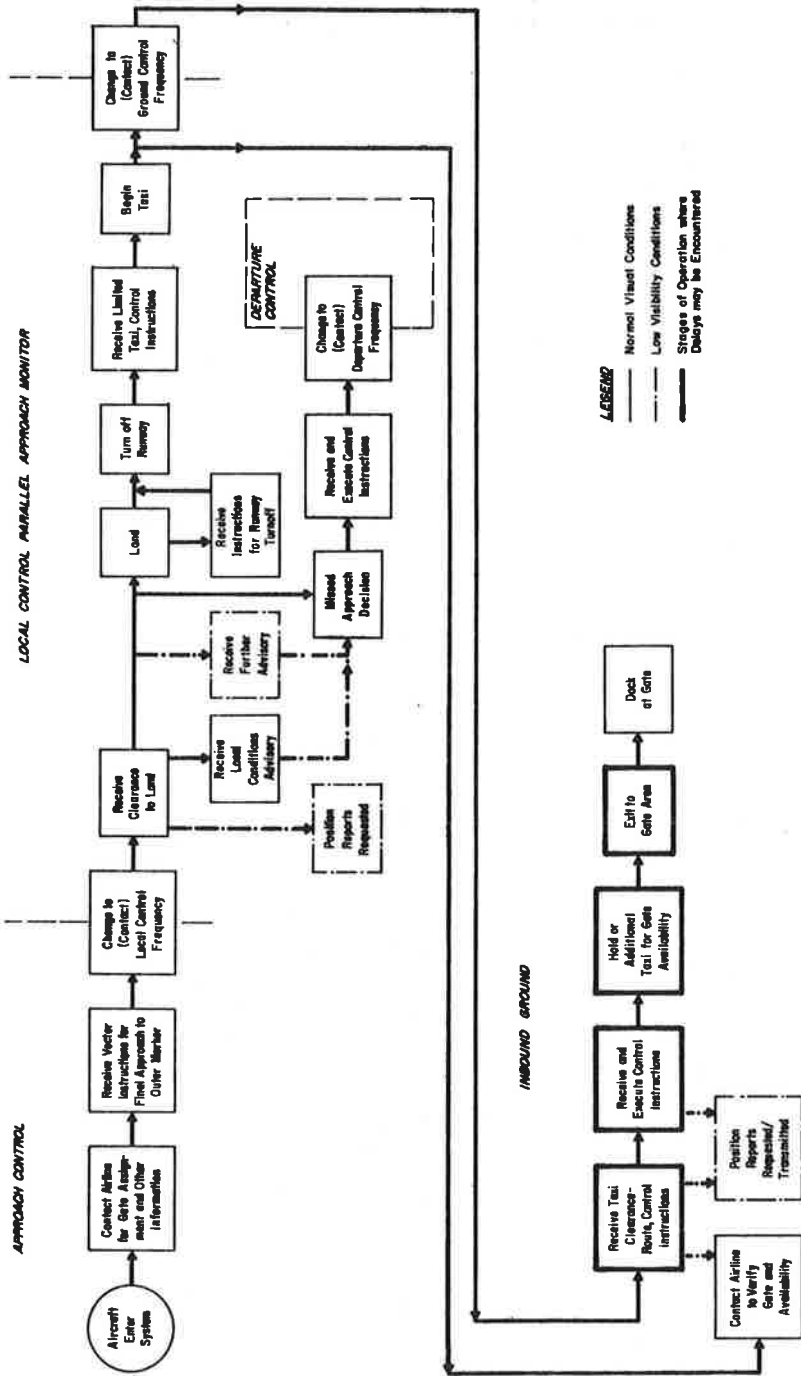 APPROACH CONTROL
Aircraft
Enter
System
Contact Airline
for Gate Assign-
ment and Other
Information
Receive Vector
Instructions for
Final Approach to
Outer Marker
Change to
(Contact)
Local Control
Frequency
LOCAL CONTROL PARALLEL APPROACH MONITOR
Receive
Clearance
to Land
Position
Reports
Requested
Receive
Local
Conditions
Advisory
Receive
Further
Advisory
Land
Receive
Instructions
for Runway
Turnoff
Turn off
Runway
Receive Limited
Taxi, Control
Instructions
Begin
Taxi
Change to
(Contact)
Ground Control
Frequency
Missed
Approach
Decision
Receive and
Execute Control
Instructions
Change to
(Contact)
Departure Control
Frequency
DEPARTURE
CONTROL
INBOUND GROUND
Receive Taxi
Clearance-
Route, Control
Instructions
Contact Airline
to Verify
Gate and
Availability
Receive and
Execute Control
Instructions
Position
Reports
Requested/
Transmitted
Hold or
Additional
Taxi for Gate
Availability
Exit to
Gate Area
Dock
at Gate
LEGEND
Normal Visual Conditions
Low Visibility Conditions
Stages of Operation where
Delays may be Encountered